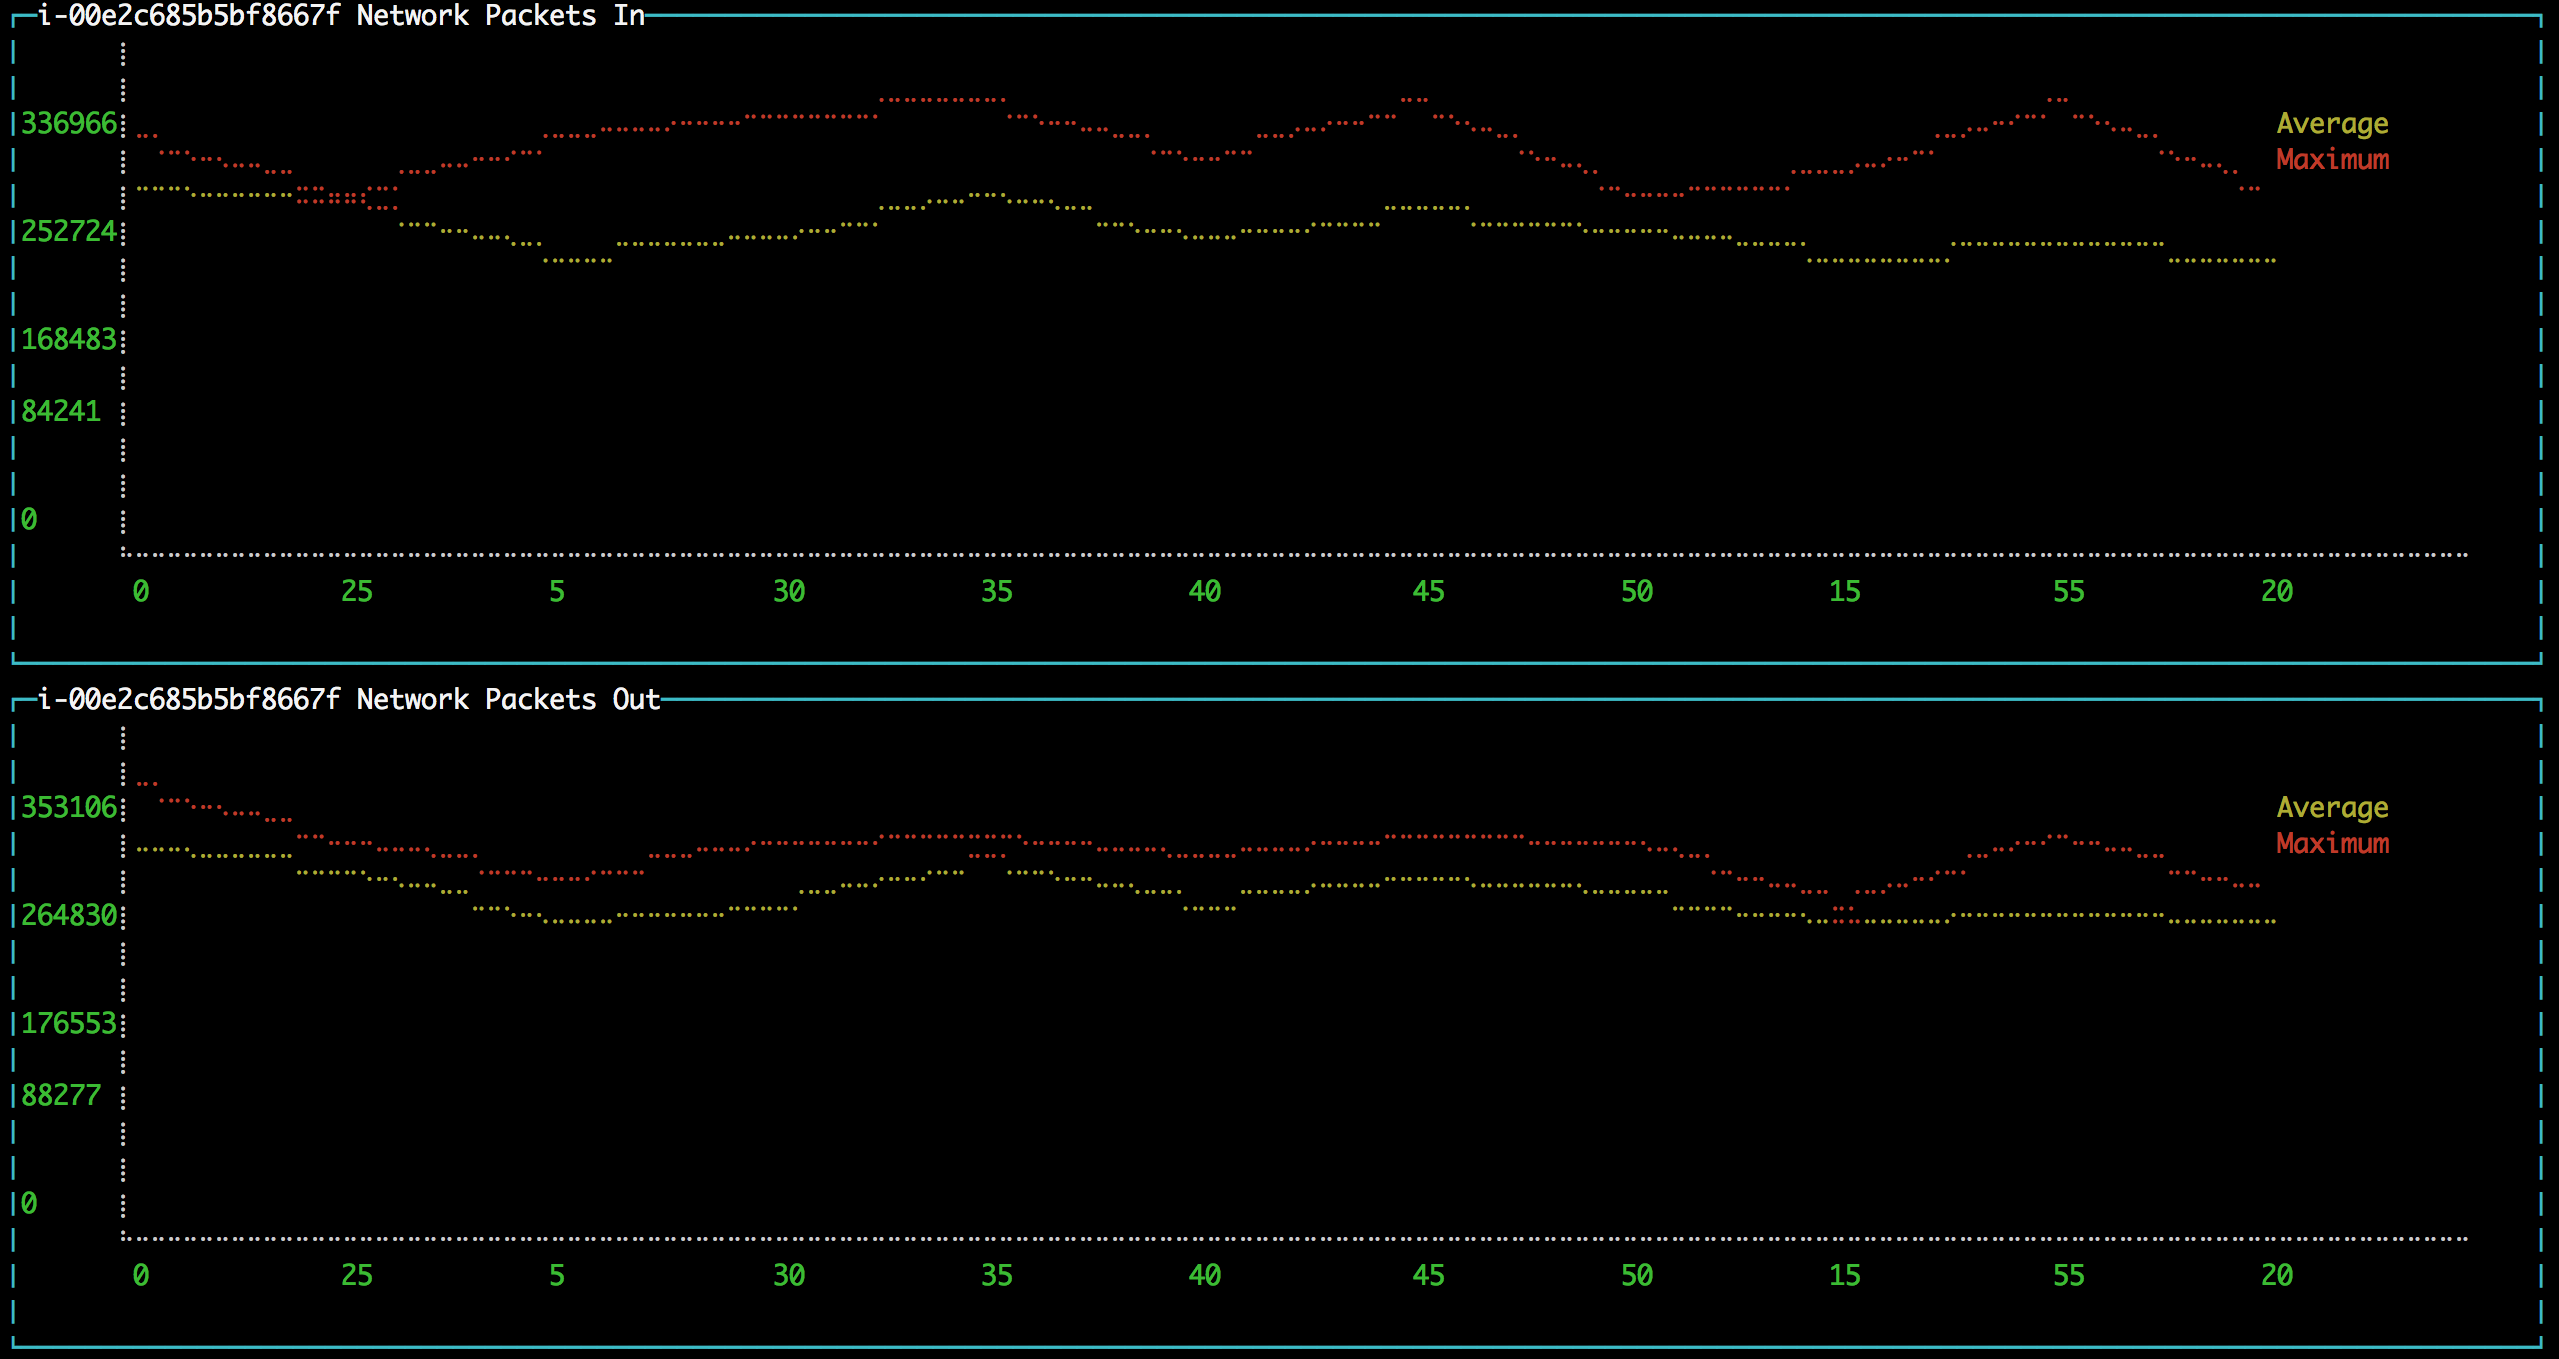 i-00e2c685b5bf8667f Network Packets In
336966 Average
Maximum
252724
168483
84241
0
0 25 5 30 35 40 45 50 15 55 20
i-00e2c685b5bf8667f Network Packets Out
353106 Average
Maximum
264830
176553
88277
0
0 25 5 30 35 40 45 50 15 55 20